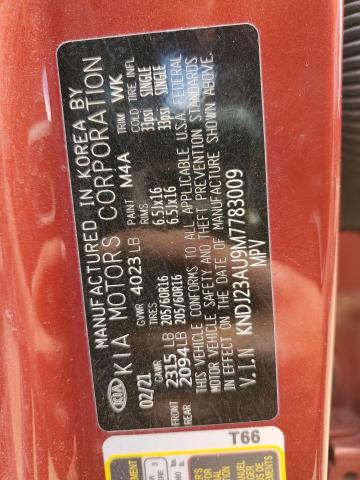 MANUFACTURED IN KOREA BY
KIA KIA MOTORS CORPORATION
02/21 GVWR 4023 LB PAINT M4A TRIM WK
GAWR TIRES RIMS COLD TIRE INFL
FRONT 2315 LB 205/60R16 6.5Jx16 33psi SINGLE
REAR 2094 LB 205/60R16 6.5Jx16 33psi SINGLE
THIS VEHICLE CONFORMS TO ALL APPLICABLE U.S.A. FEDERAL
MOTOR VEHICLE SAFETY AND THEFT PREVENTION STANDARDS
IN EFFECT ON THE DATE OF MANUFACTURE SHOWN ABOVE.
V.I.N KNDJ23AU9M7783009
MPV
T66